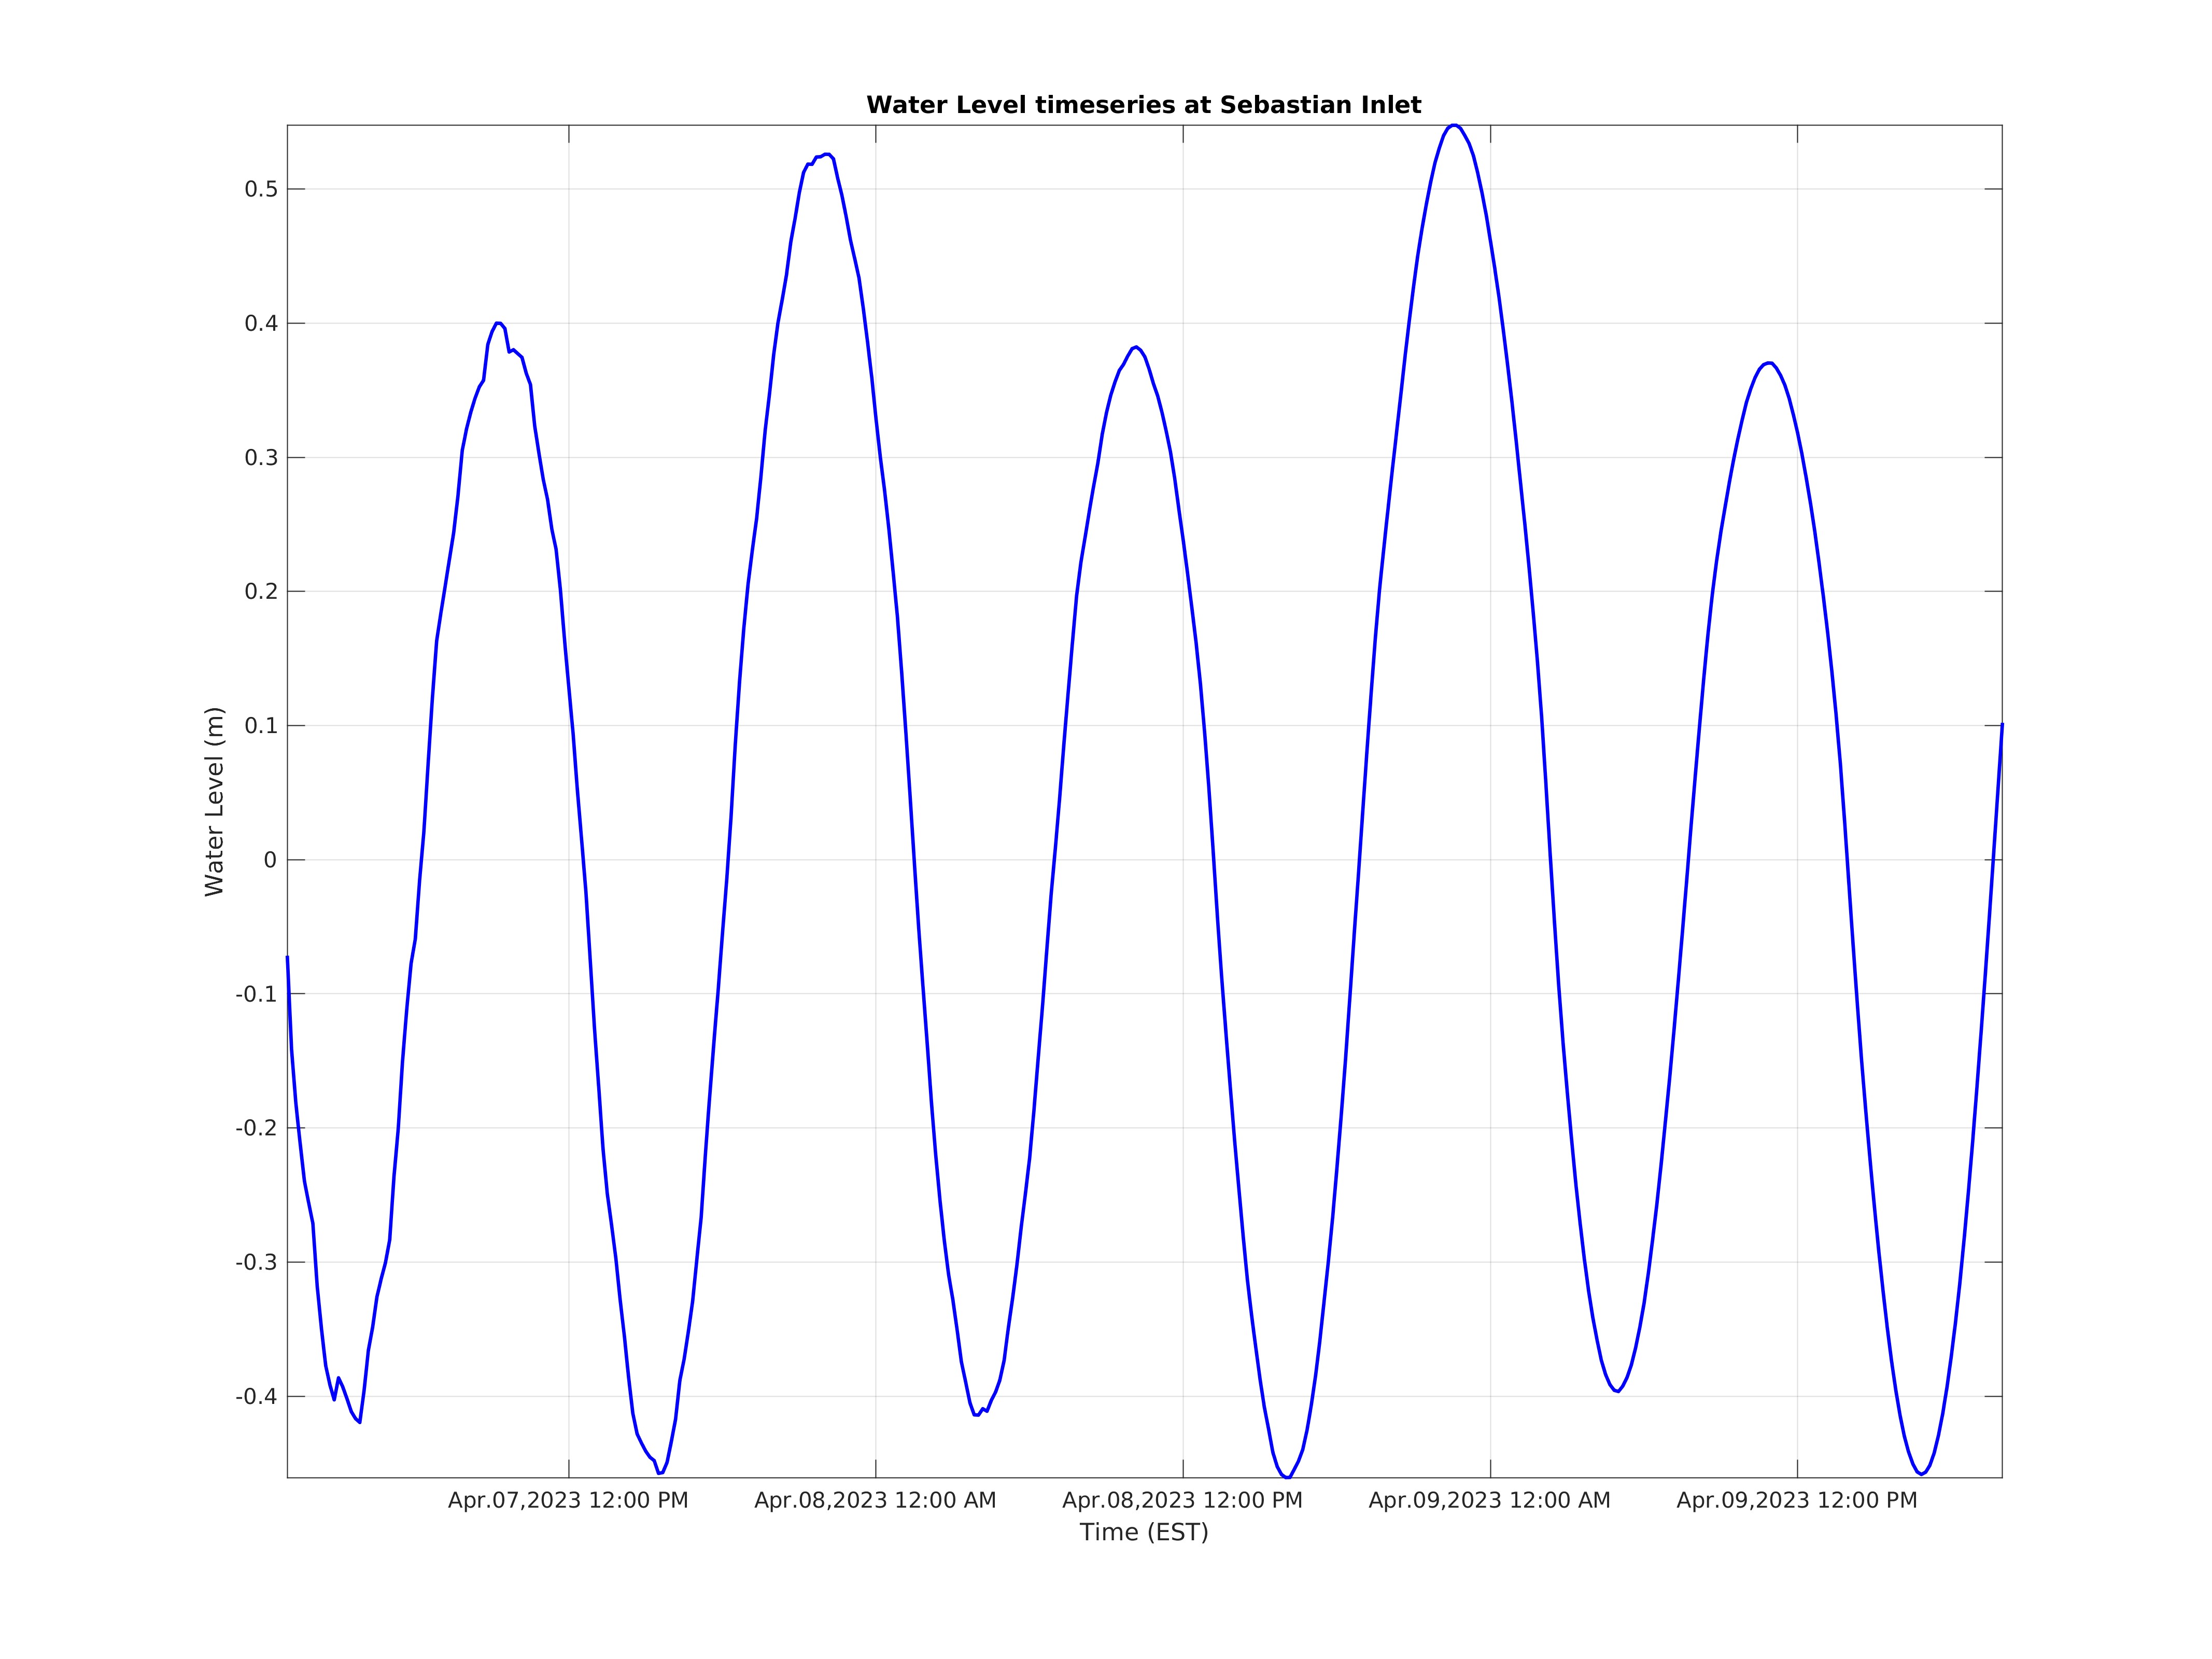 Water Level timeseries at Sebastian Inlet
0.5
0.4
0.3
0.2
0.1
0
-0.1
-0.2
-0.3
-0.4
Water Level (m)
Apr.07,2023 12:00 PM
Apr.08,2023 12:00 AM
Apr.08,2023 12:00 PM
Apr.09,2023 12:00 AM
Apr.09,2023 12:00 PM
Time (EST)